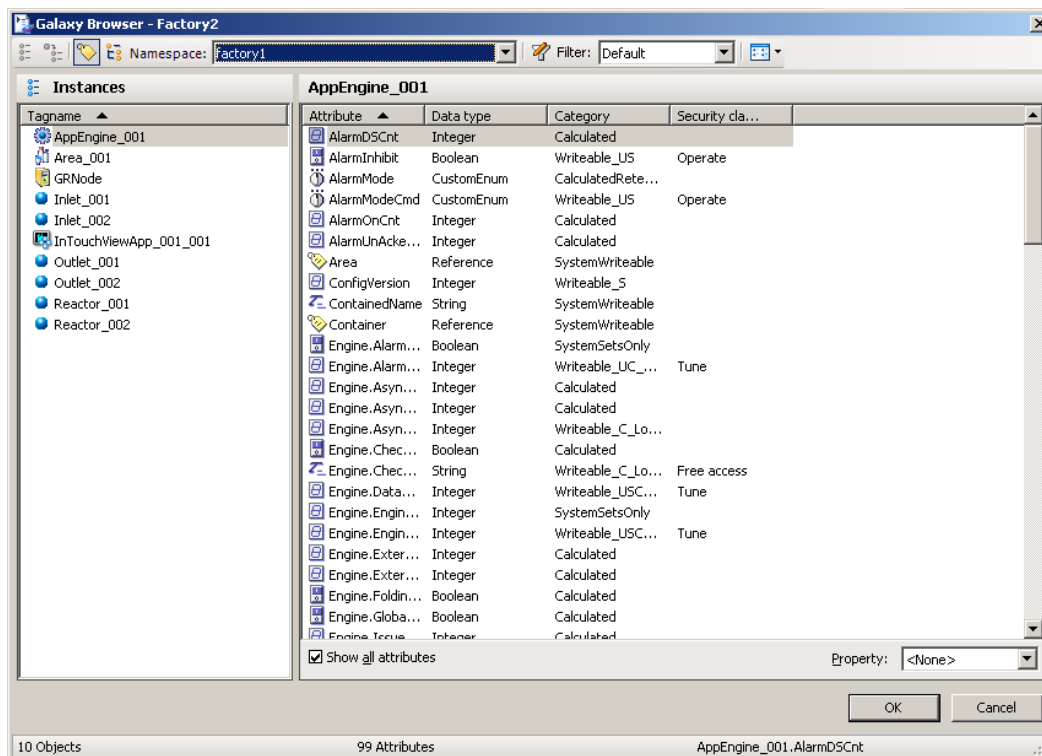 Galaxy Browser - Factory2
Namespace: factory1 Filter: Default
Instances
Tagname
AppEngine_001
Area_001
GRNode
Inlet_001
Inlet_002
InTouchViewApp_001_001
Outlet_001
Outlet_002
Reactor_001
Reactor_002
AppEngine_001
Attribute Data type Category Security cla...
AlarmDSCnt Integer Calculated
AlarmInhibit Boolean Writeable_US Operate
AlarmMode CustomEnum CalculatedRete...
AlarmModeCmd CustomEnum Writeable_US Operate
AlarmOnCnt Integer Calculated
AlarmUnAcke... Integer Calculated
Area Reference SystemWriteable
ConfigVersion Integer Writeable_S
ContainedName String SystemWriteable
Container Reference SystemWriteable
Engine.Alarm... Boolean SystemSetsOnly
Engine.Alarm... Integer Writeable_UC_... Tune
Engine.Asyn... Integer Calculated
Engine.Asyn... Integer Calculated
Engine.Asyn... Integer Writeable_C_Lo...
Engine.Chec... Boolean Calculated
Engine.Chec... String Writeable_C_Lo... Free access
Engine.Data... Integer Writeable_USC... Tune
Engine.Engin... Integer SystemSetsOnly
Engine.Engin... Integer Writeable_USC... Tune
Engine.Exter... Integer Calculated
Engine.Exter... Integer Calculated
Engine.Foldin... Boolean Calculated
Engine.Globa... Boolean Calculated
Engine.Issue Integer Calculated
Show all attributes Property: <None>
OK Cancel
10 Objects 99 Attributes AppEngine_001.AlarmDSCnt